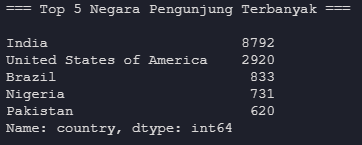 === Top 5 Negara Pengunjung Terbanyak ===
India 8792
United States of America 2920
Brazil 833
Nigeria 731
Pakistan 620
Name: country, dtype: int64